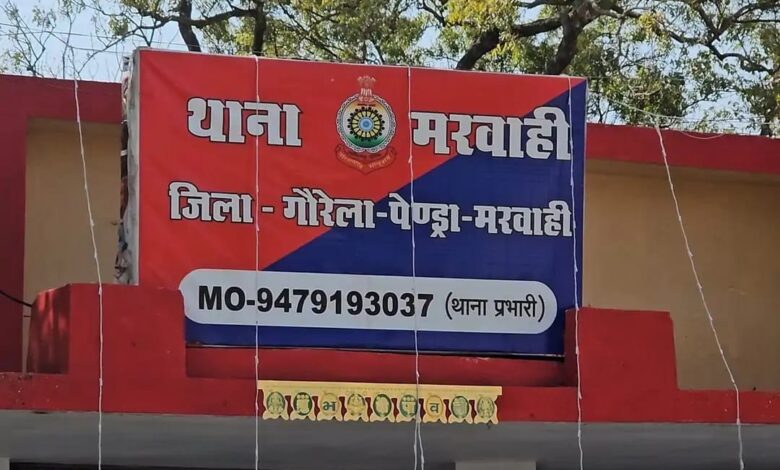 थाना मरवाही
जिला - गौरेला-पेण्ड्रा-मरवाही
MO-9479193037 (थाना प्रभारी)